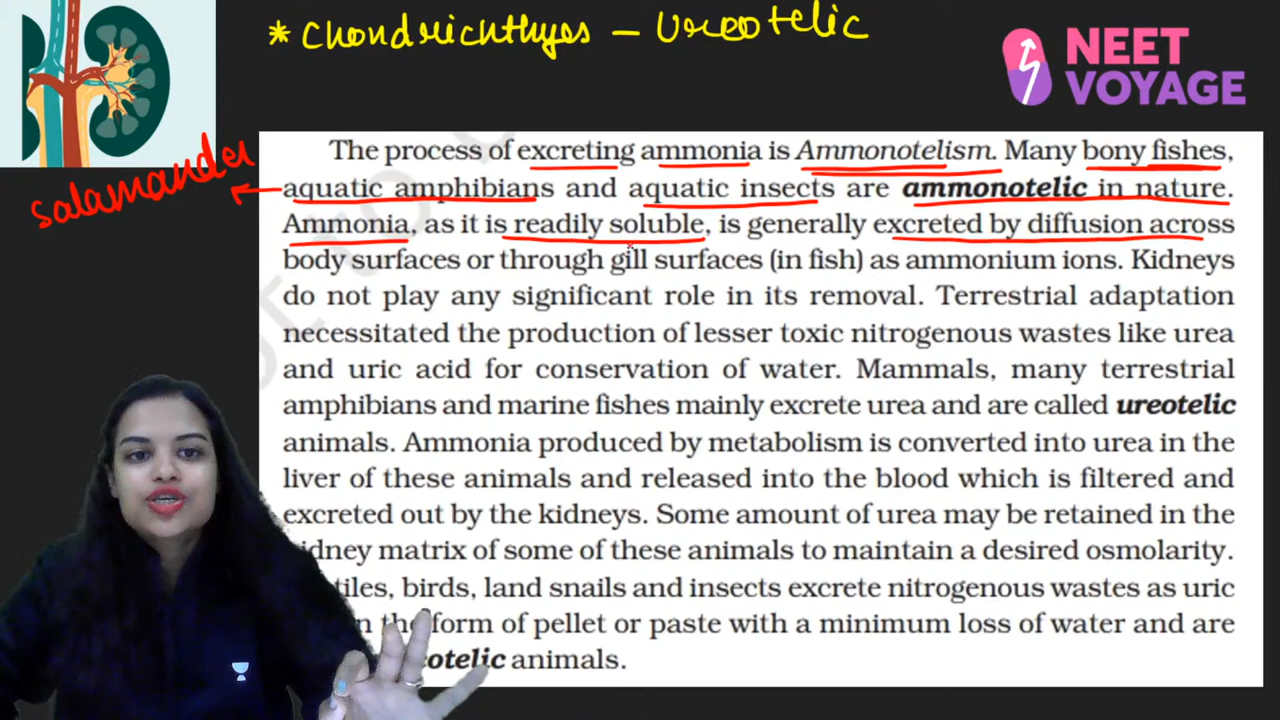 * Chondrichthyes – Ureotelic
NEET
VOYAGE
salamander
The process of excreting ammonia is Ammonotelism. Many bony fishes,
aquatic amphibians and aquatic insects are ammonotelic in nature.
Ammonia, as it is readily soluble, is generally excreted by diffusion across
body surfaces or through gill surfaces (in fish) as ammonium ions. Kidneys
do not play any significant role in its removal. Terrestrial adaptation
necessitated the production of lesser toxic nitrogenous wastes like urea
and uric acid for conservation of water. Mammals, many terrestrial
amphibians and marine fishes mainly excrete urea and are called ureotelic
animals. Ammonia produced by metabolism is converted into urea in the
liver of these animals and released into the blood which is filtered and
excreted out by the kidneys. Some amount of urea may be retained in the
kidney matrix of some of these animals to maintain a desired osmolarity.
birds, land snails and insects excrete nitrogenous wastes as uric
the form of pellet or paste with a minimum loss of water and are
animals.